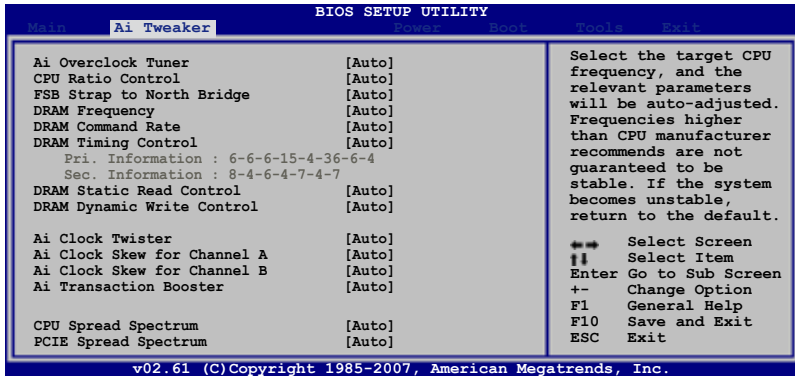 BIOS SETUP UTILITY
Main Ai Tweaker Power Boot Tools Exit
Ai Overclock Tuner [Auto]
CPU Ratio Control [Auto]
FSB Strap to North Bridge [Auto]
DRAM Frequency [Auto]
DRAM Command Rate [Auto]
DRAM Timing Control [Auto]
Pri. Information : 6-6-6-15-4-36-6-4
Sec. Information : 8-4-6-4-7-4-7
DRAM Static Read Control [Auto]
DRAM Dynamic Write Control [Auto]
Ai Clock Twister [Auto]
Ai Clock Skew for Channel A [Auto]
Ai Clock Skew for Channel B [Auto]
Ai Transaction Booster [Auto]
CPU Spread Spectrum [Auto]
PCIE Spread Spectrum [Auto]
Select the target CPU
frequency, and the
relevant parameters
will be auto-adjusted.
Frequencies higher
than CPU manufacturer
recommends are not
guaranteed to be
stable. If the system
becomes unstable,
return to the default.
Select Screen
Select Item
Enter Go to Sub Screen
+- Change Option
F1 General Help
F10 Save and Exit
ESC Exit
v02.61 (C)Copyright 1985-2007, American Megatrends, Inc.